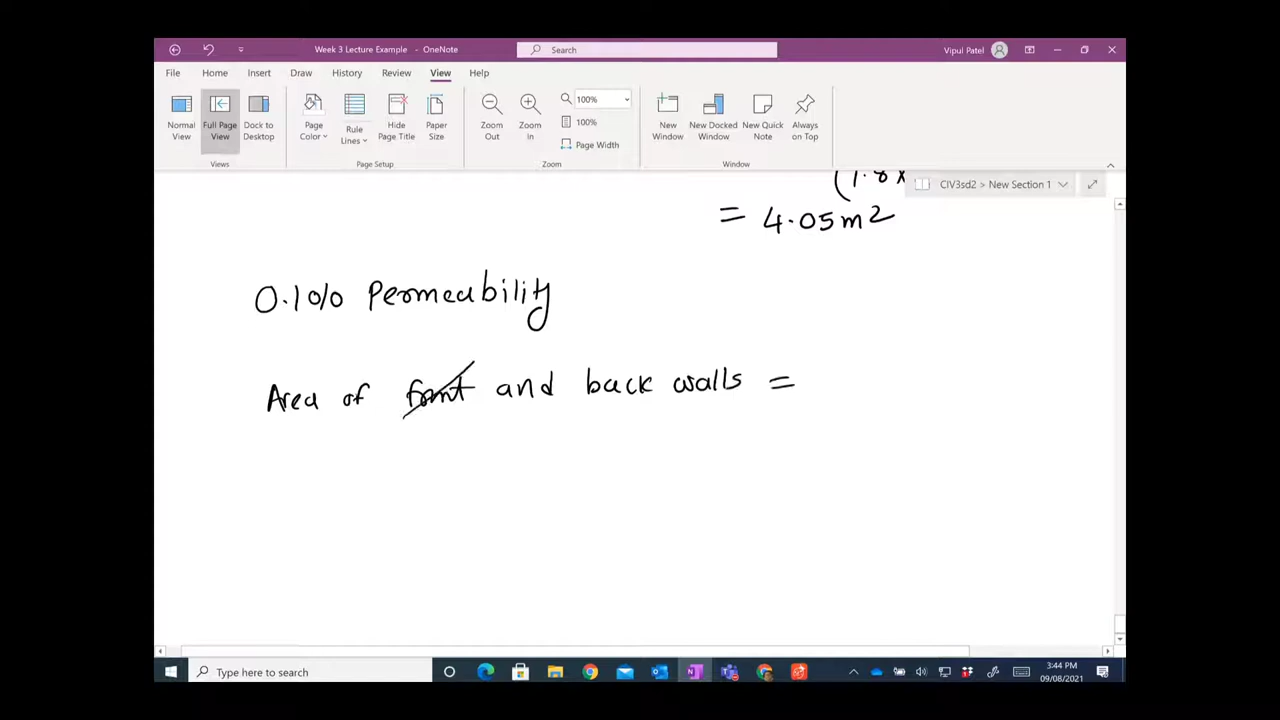 Week 3 Lecture Example - OneNote
Search
Vipul Patel
File Home Insert Draw History Review View Help
Normal View
Full Page View
Dock to Desktop
Page Color
Rule Lines
Hide Page Title
Paper Size
Zoom Out
Zoom In
100%
100%
Page Width
New Window
New Docked Window
New Quick Note
Always on Top
Views Page Setup Zoom Window
(1.8x
CIV3sd2 > New Section 1
= 4.05m2
0.1% Permeability
Area of and back walls =
Type here to search
3:44 PM
09/08/2021